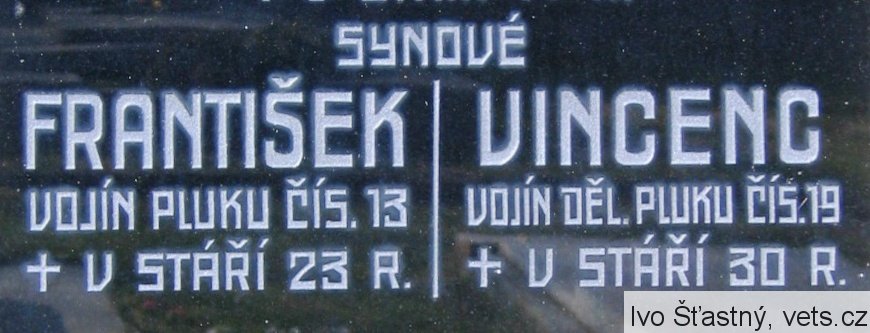 SYNOVÉ
FRANTIŠEK
VOJÍN PLUKU ČÍS. 13
+ V STÁŘÍ 23 R.
VINCENC
VOJÍN DĚL. PLUKU ČÍS. 19
+ V STÁŘÍ 30 R.
Ivo Šťastný, vets.cz